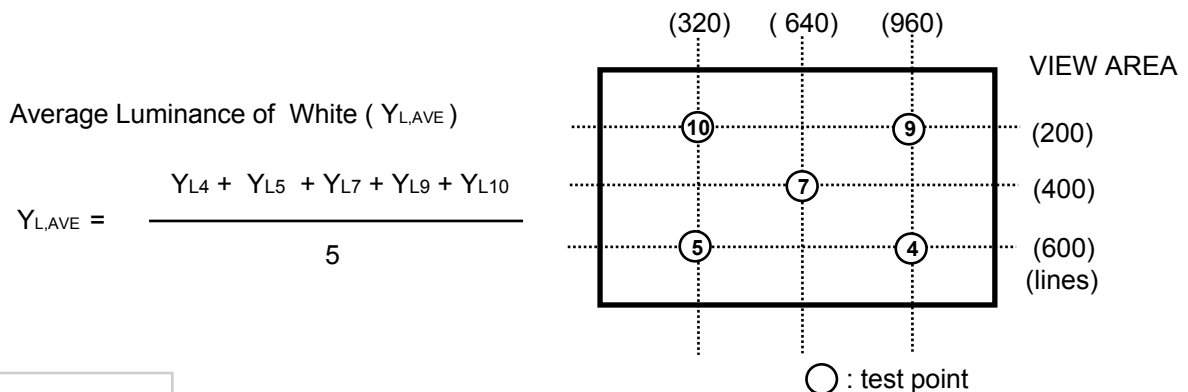 (320) ( 640) (960)
VIEW AREA
Average Luminance of White ( YL,AVE )
10 9 (200)
YL4 + YL5 + YL7 + YL9 + YL10
7 (400)
YL,AVE =
5
5 4 (600)
(lines)
: test point